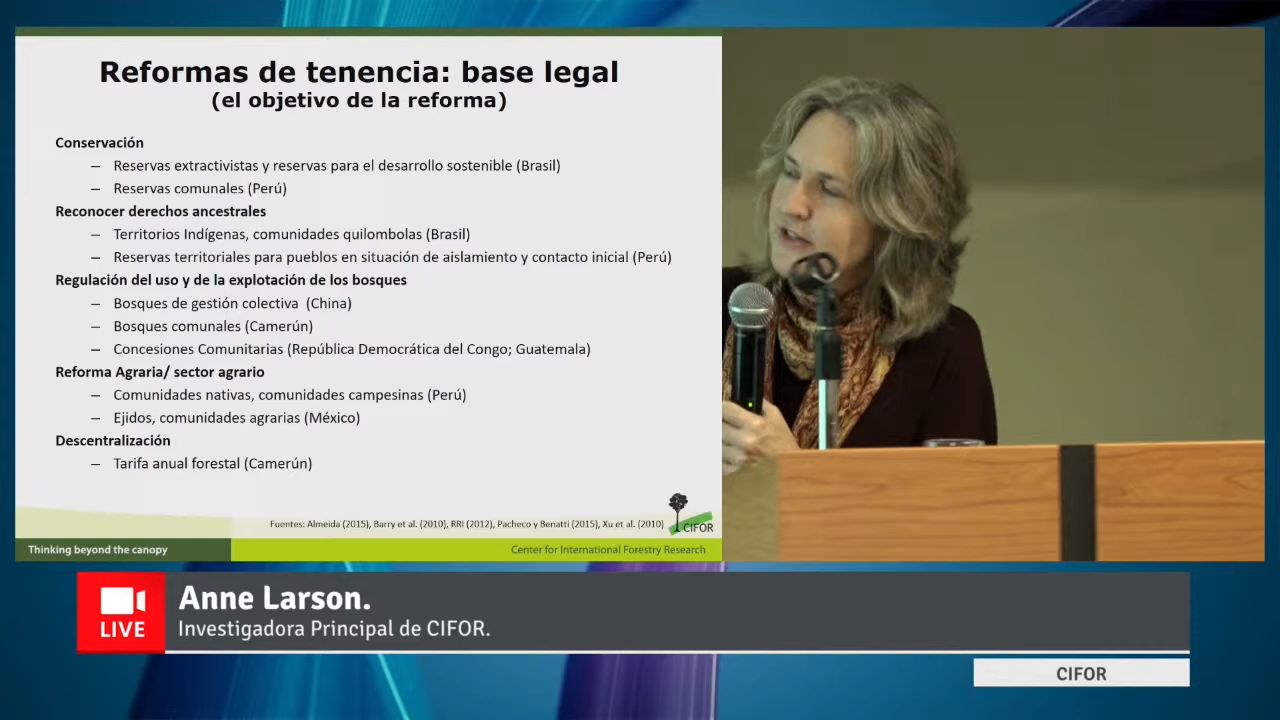 Reformas de tenencia: base legal
(el objetivo de la reforma)
Conservación
– Reservas extractivistas y reservas para el desarrollo sostenible (Brasil)
– Reservas comunales (Perú)
Reconocer derechos ancestrales
– Territorios Indígenas, comunidades quilombolas (Brasil)
– Reservas territoriales para pueblos en situación de aislamiento y contacto inicial (Perú)
Regulación del uso y de la explotación de los bosques
– Bosques de gestión colectiva (China)
– Bosques comunales (Camerún)
– Concesiones Comunitarias (República Democrática del Congo; Guatemala)
Reforma Agraria/ sector agrario
– Comunidades nativas, comunidades campesinas (Perú)
– Ejidos, comunidades agrarias (México)
Descentralización
– Tarifa anual forestal (Camerún)
Fuentes: Almeida (2015), Barry et al. (2010), RRI (2012), Pacheco y Benatti (2015), Xu et al. (2010)
CIFOR
Thinking beyond the canopy
Center for International Forestry Research
LIVE
Anne Larson.
Investigadora Principal de CIFOR.
CIFOR